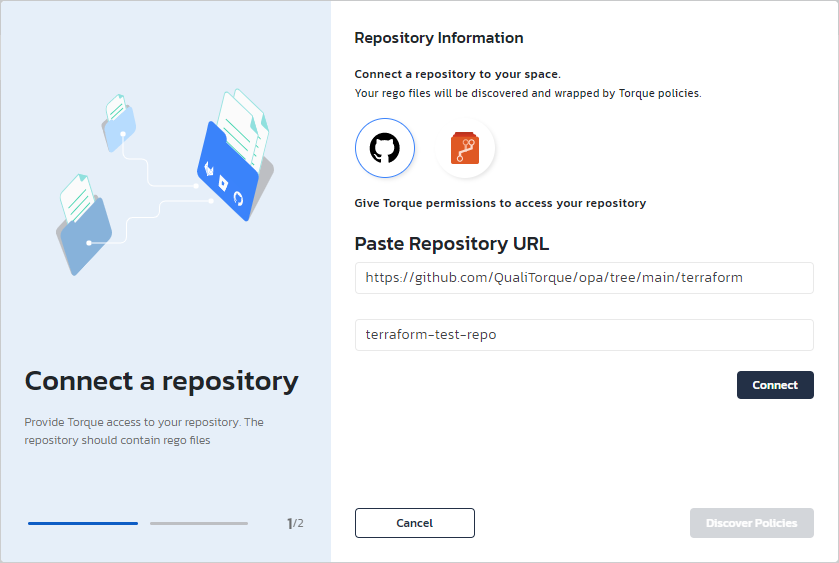 Connect a repository
Provide Torque access to your repository. The
repository should contain rego files
1/2
Repository Information
Connect a repository to your space.
Your rego files will be discovered and wrapped by Torque policies.
Give Torque permissions to access your repository
Paste Repository URL
https://github.com/QualiTorque/opa/tree/main/terraform
terraform-test-repo
Connect
Cancel
Discover Policies